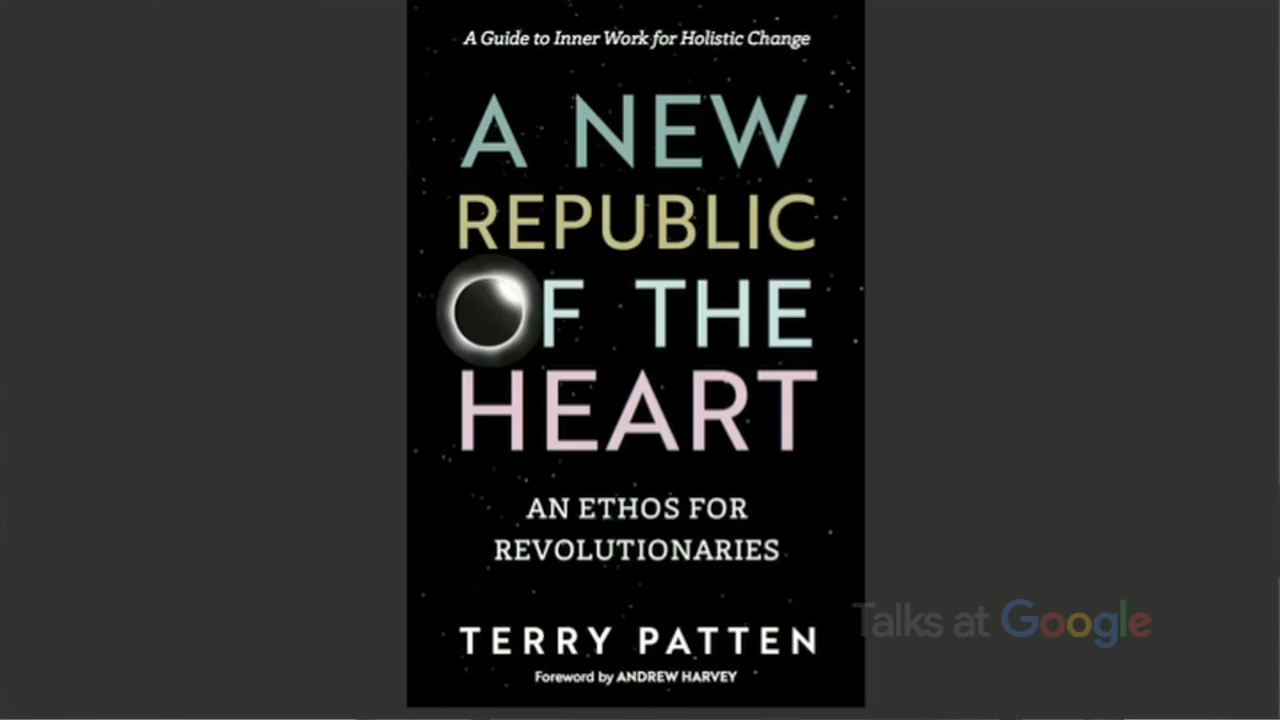 A Guide to Inner Work for Holistic Change
A NEW
REPUBLIC
OF THE
HEART
AN ETHOS FOR
REVOLUTIONARIES
TERRY PATTEN
Foreword by ANDREW HARVEY
Talks at Google